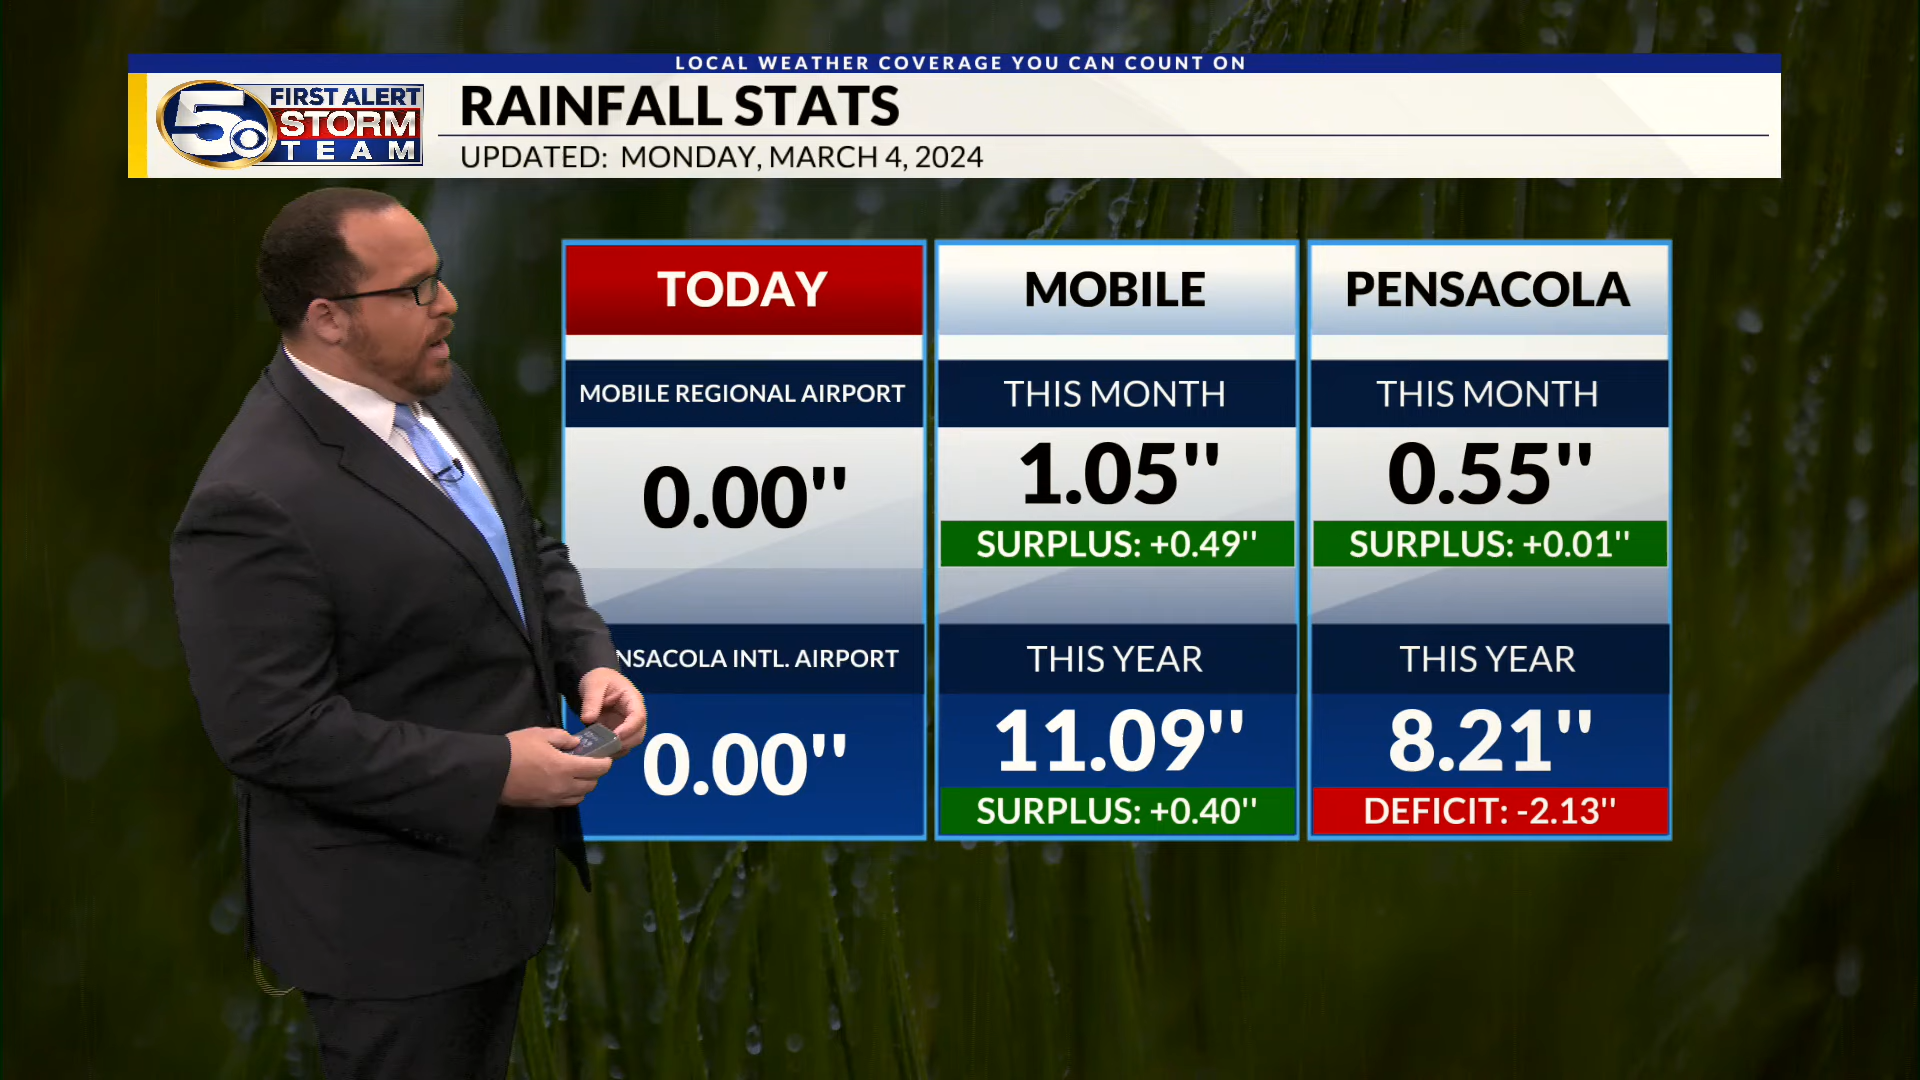 LOCAL WEATHER COVERAGE YOU CAN COUNT ON
5 FIRST ALERT
STORM
TEAM
RAINFALL STATS
UPDATED: MONDAY, MARCH 4, 2024
TODAY
MOBILE REGIONAL AIRPORT
0.00"
NSACOLA INTL. AIRPORT
0.00"
MOBILE
THIS MONTH
1.05"
SURPLUS: +0.49"
THIS YEAR
11.09"
SURPLUS: +0.40"
PENSACOLA
THIS MONTH
0.55"
SURPLUS: +0.01"
THIS YEAR
8.21"
DEFICIT: -2.13"